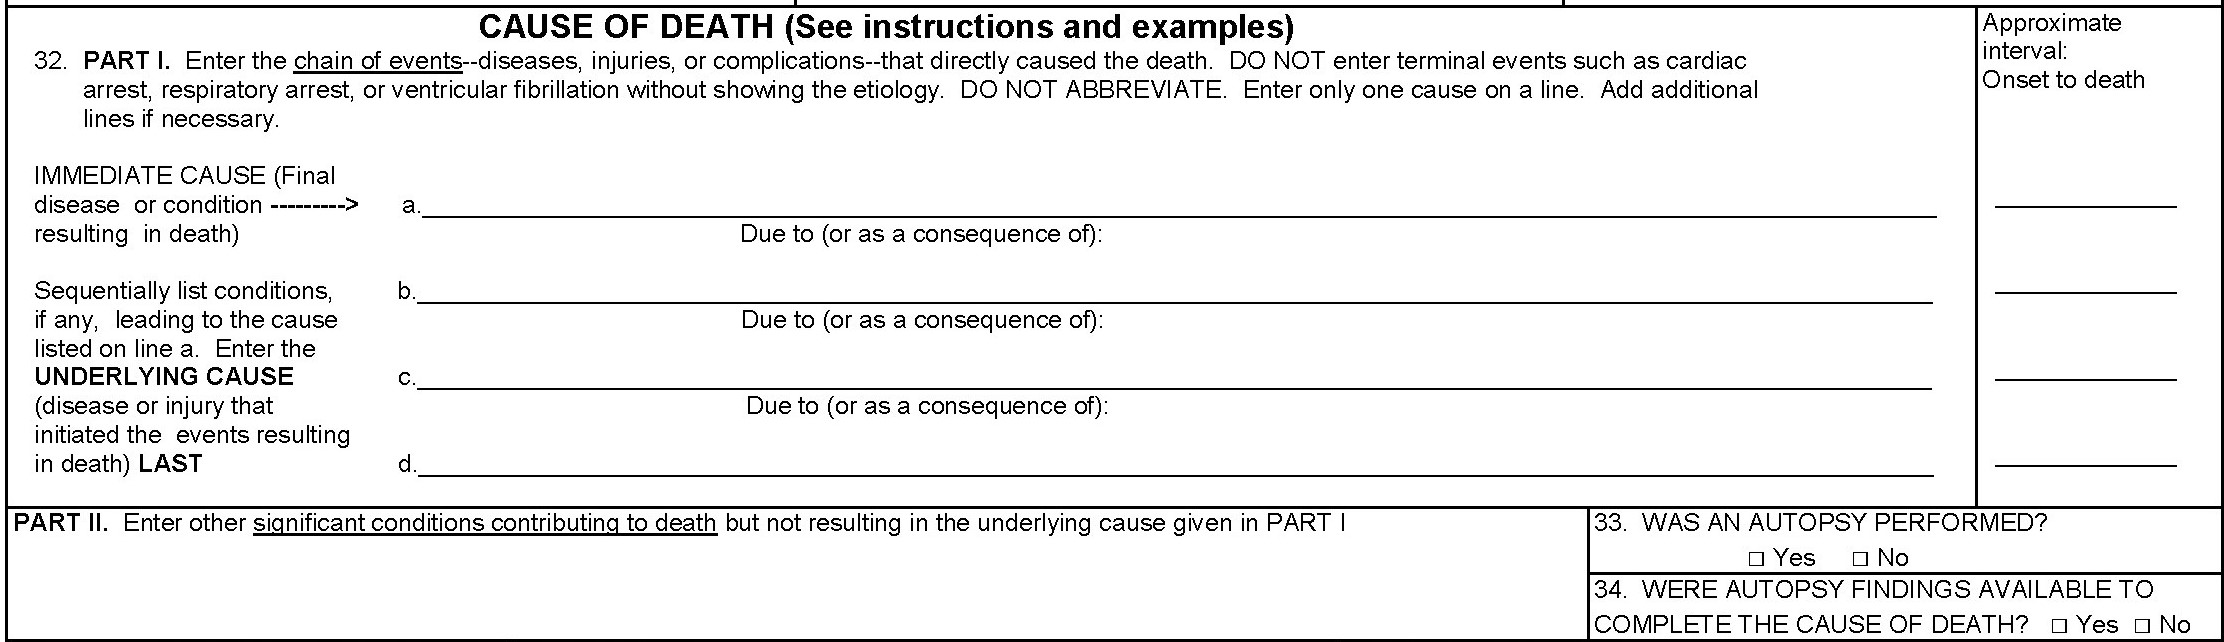 CAUSE OF DEATH (See instructions and examples)
32. PART I. Enter the chain of events--diseases, injuries, or complications--that directly caused the death. DO NOT enter terminal events such as cardiac
arrest, respiratory arrest, or ventricular fibrillation without showing the etiology. DO NOT ABBREVIATE. Enter only one cause on a line. Add additional
lines if necessary.
Approximate
interval:
Onset to death
IMMEDIATE CAUSE (Final
disease or condition ---------> a.
resulting in death)
Due to (or as a consequence of):
Sequentially list conditions, b.
if any, leading to the cause
Due to (or as a consequence of):
listed on line a. Enter the
UNDERLYING CAUSE c.
(disease or injury that
Due to (or as a consequence of):
initiated the events resulting
in death) LAST d.
PART II. Enter other significant conditions contributing to death but not resulting in the underlying cause given in PART I
33. WAS AN AUTOPSY PERFORMED?
□ Yes □ No
34. WERE AUTOPSY FINDINGS AVAILABLE TO
COMPLETE THE CAUSE OF DEATH? □ Yes □ No